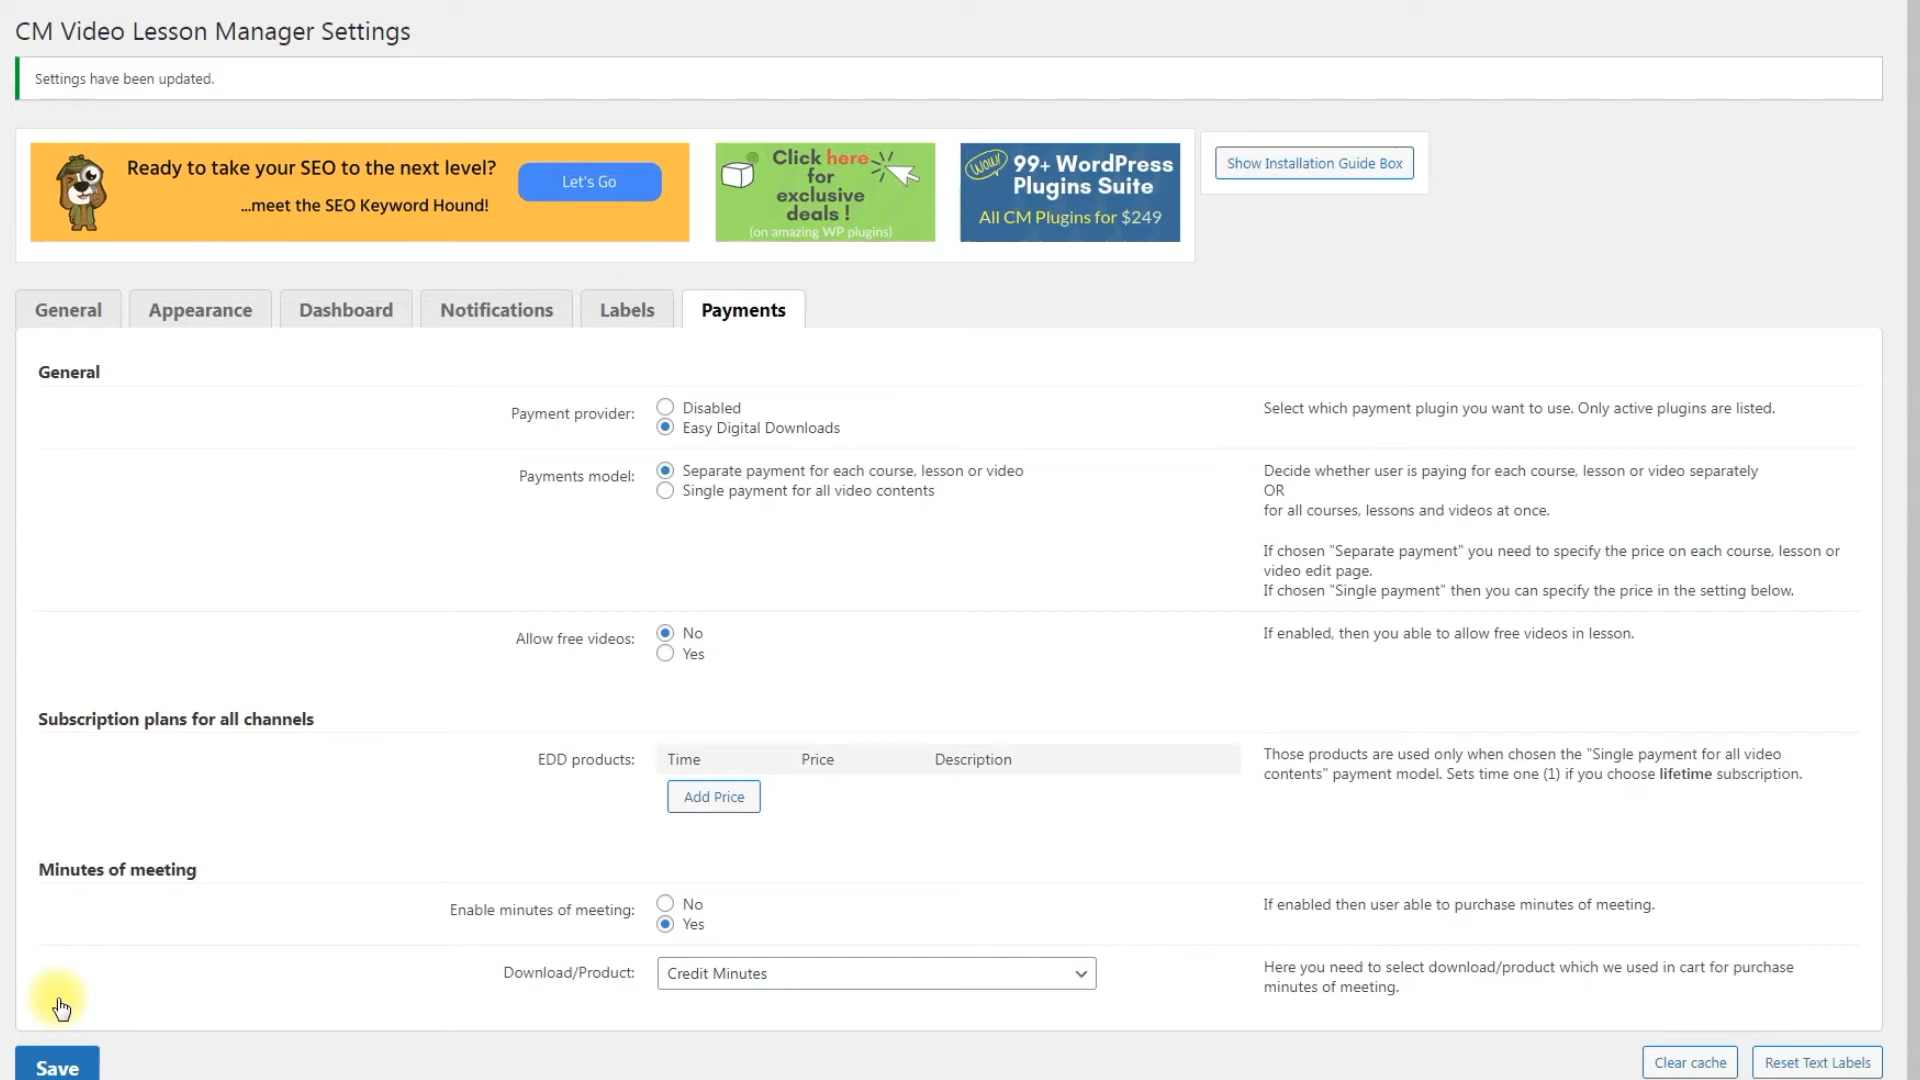 CM Video Lesson Manager Settings
Settings have been updated.
Ready to take your SEO to the next level?
...meet the SEO Keyword Hound!
Let's Go
Click here
for
exclusive
deals !
(on amazing WP plugins)
Wow! 99+ WordPress
Plugins Suite
All CM Plugins for $249
Show Installation Guide Box
General Appearance Dashboard Notifications Labels Payments
General
Payment provider:
Disabled
Easy Digital Downloads
Select which payment plugin you want to use. Only active plugins are listed.
Payments model:
Separate payment for each course, lesson or video
Single payment for all video contents
Decide whether user is paying for each course, lesson or video separately
OR
for all courses, lessons and videos at once.
If chosen "Separate payment" you need to specify the price on each course, lesson or
video edit page.
If chosen "Single payment" then you can specify the price in the setting below.
Allow free videos:
No
Yes
If enabled, then you able to allow free videos in lesson.
Subscription plans for all channels
EDD products:
Time Price Description
Add Price
Those products are used only when chosen the "Single payment for all video
contents" payment model. Sets time one (1) if you choose lifetime subscription.
Minutes of meeting
Enable minutes of meeting:
No
Yes
If enabled then user able to purchase minutes of meeting.
Download/Product:
Credit Minutes
Here you need to select download/product which we used in cart for purchase
minutes of meeting.
Save
Clear cache
Reset Text Labels